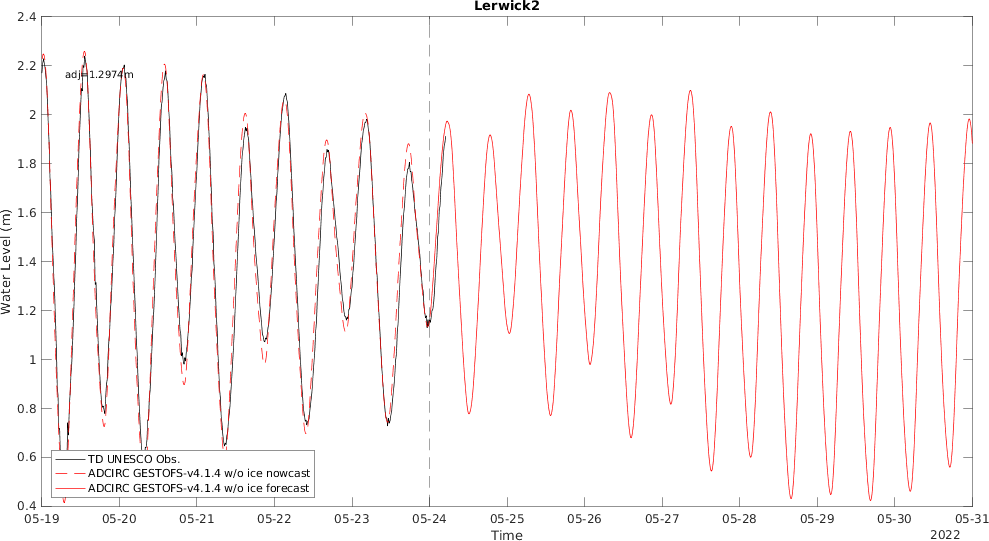 Lerwick2
2.4
2.2
2
1.8
1.6
1.4
1.2
1
0.8
0.6
0.4
Water Level (m)
adj=1.2974m
TD UNESCO Obs.
ADCIRC GESTOFS-v4.1.4 w/o ice nowcast
ADCIRC GESTOFS-v4.1.4 w/o ice forecast
05-19 05-20 05-21 05-22 05-23 05-24 05-25 05-26 05-27 05-28 05-29 05-30 05-31
Time
2022